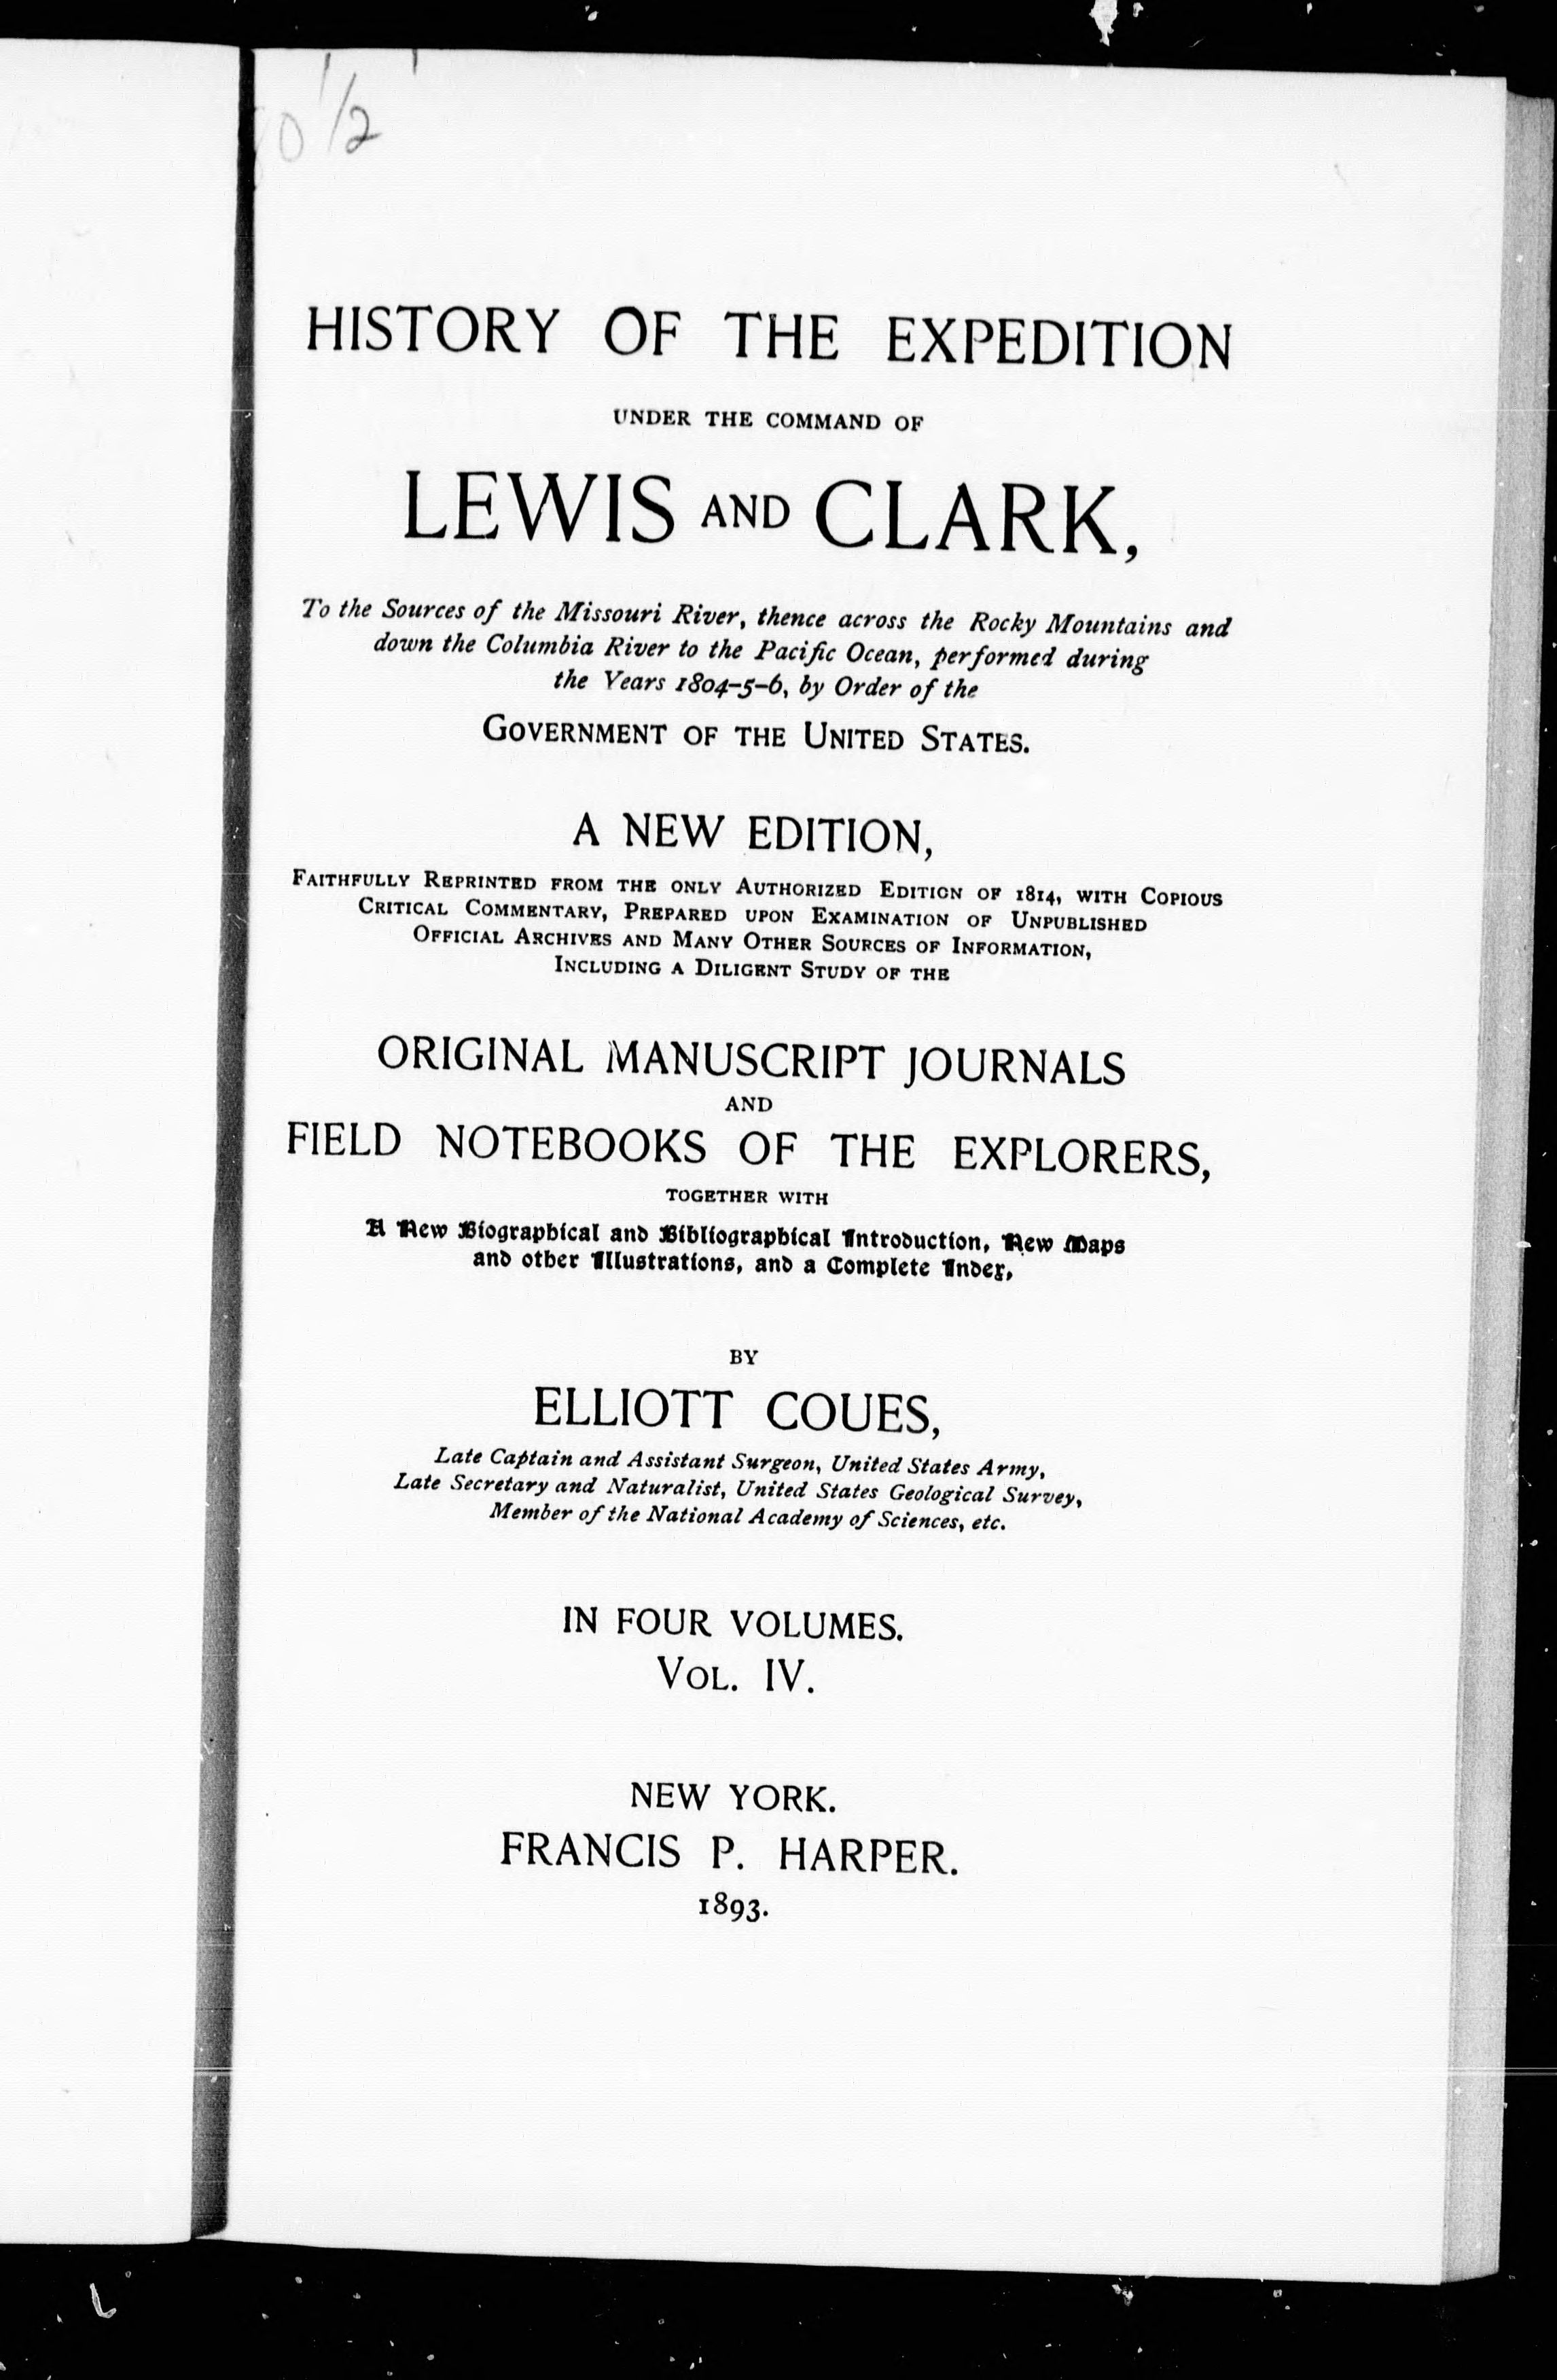 1/2
HISTORY OF THE EXPEDITION
UNDER THE COMMAND OF
LEWIS AND CLARK,
To the Sources of the Missouri River, thence across the Rocky Mountains and
down the Columbia River to the Pacific Ocean, performed during
the Years 1804–5–6, by Order of the
GOVERNMENT OF THE UNITED STATES.
A NEW EDITION,
FAITHFULLY REPRINTED FROM THE ONLY AUTHORIZED EDITION OF 1814, WITH COPIOUS
CRITICAL COMMENTARY, PREPARED UPON EXAMINATION OF UNPUBLISHED
OFFICIAL ARCHIVES AND MANY OTHER SOURCES OF INFORMATION,
INCLUDING A DILIGENT STUDY OF THE
ORIGINAL MANUSCRIPT JOURNALS
AND
FIELD NOTEBOOKS OF THE EXPLORERS,
TOGETHER WITH
A New Biographical and Bibliographical Introduction, New Maps
and other Illustrations, and a Complete Index,
BY
ELLIOTT COUES,
Late Captain and Assistant Surgeon, United States Army,
Late Secretary and Naturalist, United States Geological Survey,
Member of the National Academy of Sciences, etc.
IN FOUR VOLUMES.
VOL. IV.
NEW YORK.
FRANCIS P. HARPER.
1893.